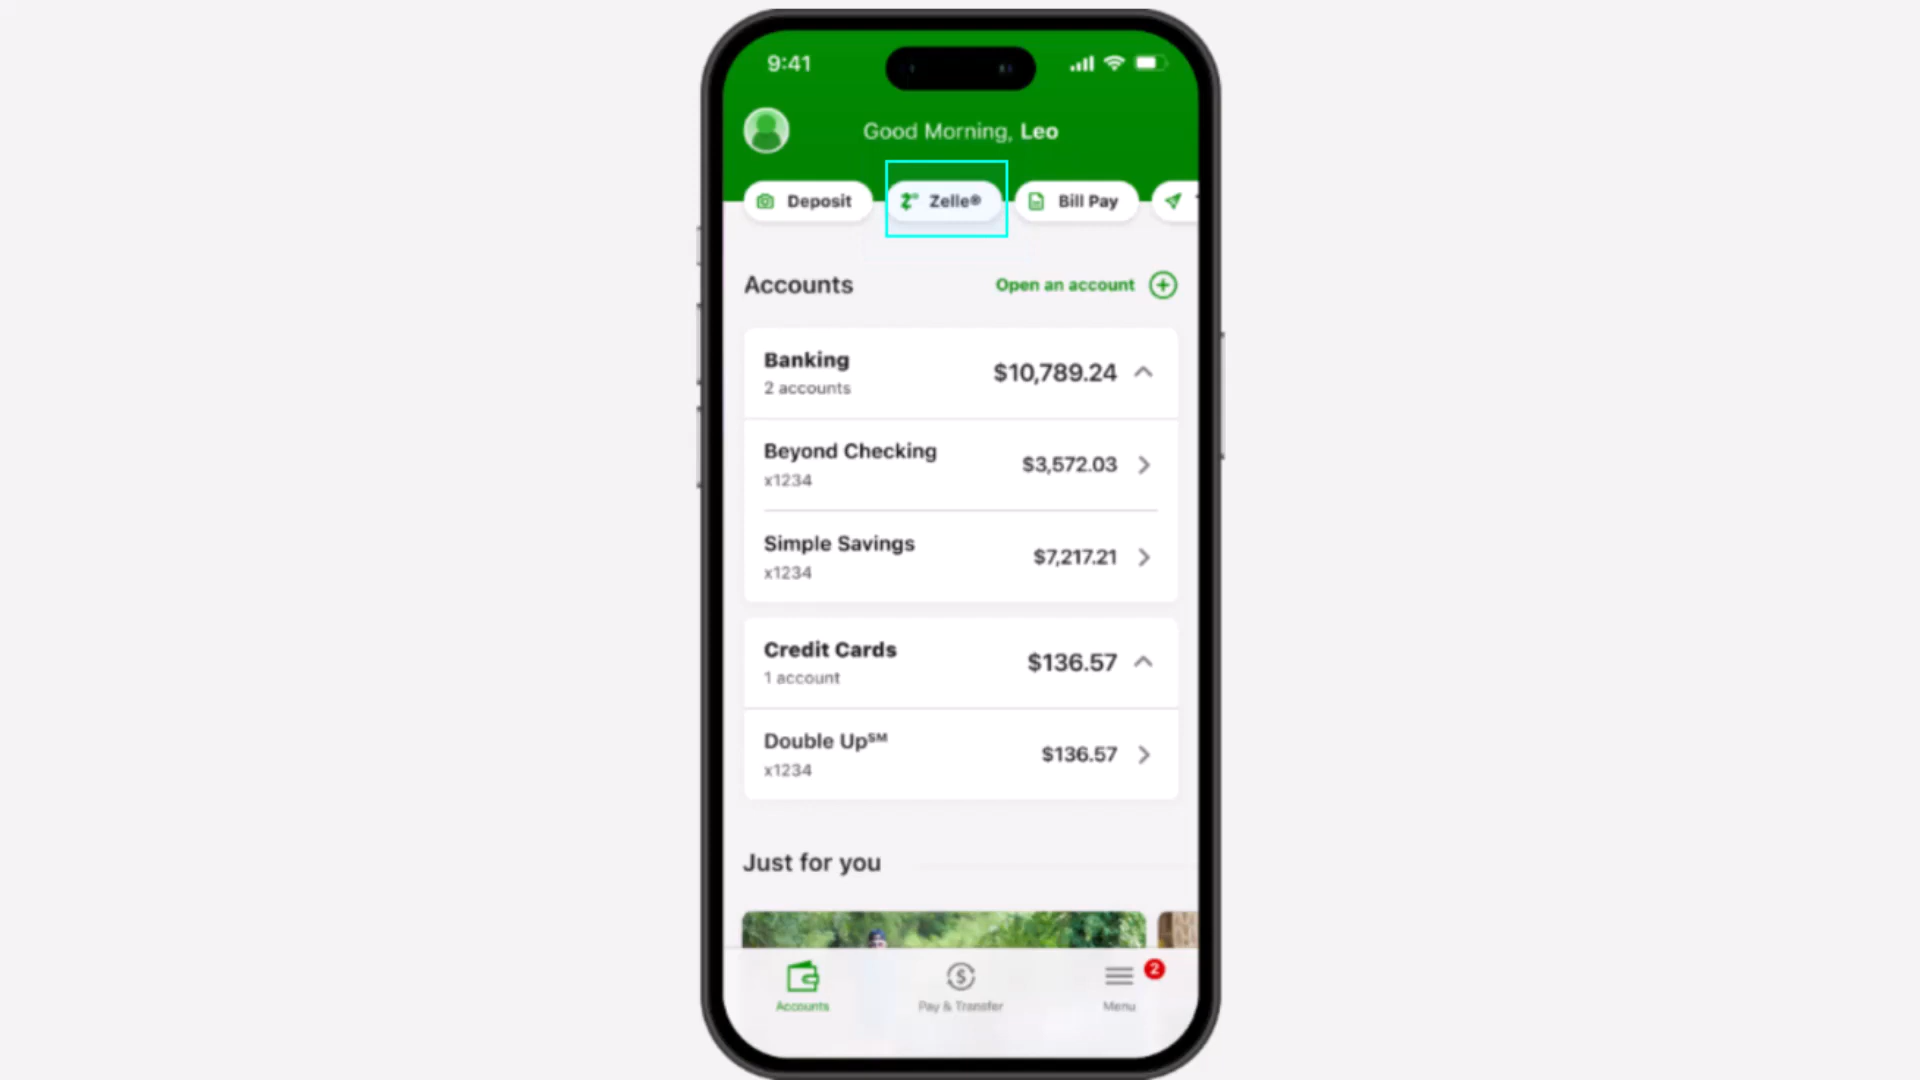 9:41
Good Morning, Leo
Deposit
Zelle®
Bill Pay
Accounts
Open an account
Banking
$10,789.24
2 accounts
Beyond Checking
$3,572.03
x1234
Simple Savings
$7,217.21
x1234
Credit Cards
$136.57
1 account
Double Up℠
$136.57
x1234
Just for you
2
Accounts
Pay & Transfer
Menu